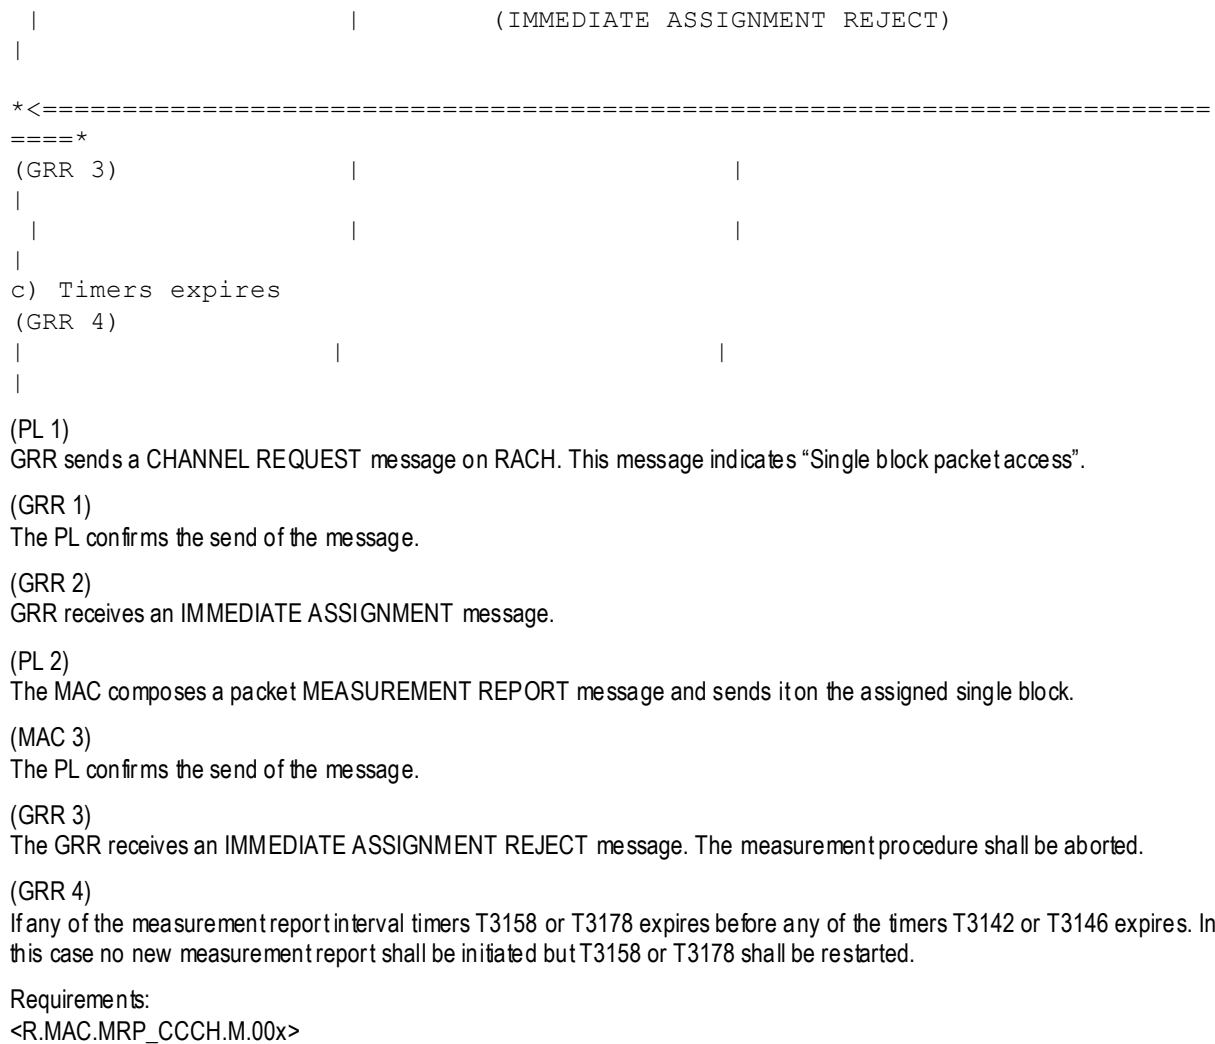 |                    |        (IMMEDIATE ASSIGNMENT REJECT)
|
*<=========================================================================
====*
(GRR 3)              |                       |
|
 |                   |                       |
|
c) Timers expires
(GRR 4)
|                   |                       |
|
(PL 1)
GRR sends a CHANNEL REQUEST message on RACH. This message indicates “Single block packet access”.
(GRR 1)
The PL confirms the send of the message.
(GRR 2)
GRR receives an IMMEDIATE ASSIGNMENT message.
(PL 2)
The MAC composes a packet MEASUREMENT REPORT message and sends it on the assigned single block.
(MAC 3)
The PL confirms the send of the message.
(GRR 3)
The GRR receives an IMMEDIATE ASSIGNMENT REJECT message. The measurement procedure shall be aborted.
(GRR 4)
If any of the measurement report interval timers T3158 or T3178 expires before any of the timers T3142 or T3146 expires. In
this case no new measurement report shall be initiated but T3158 or T3178 shall be restarted.
Requirements:
<R.MAC.MRP_CCCH.M.00x>